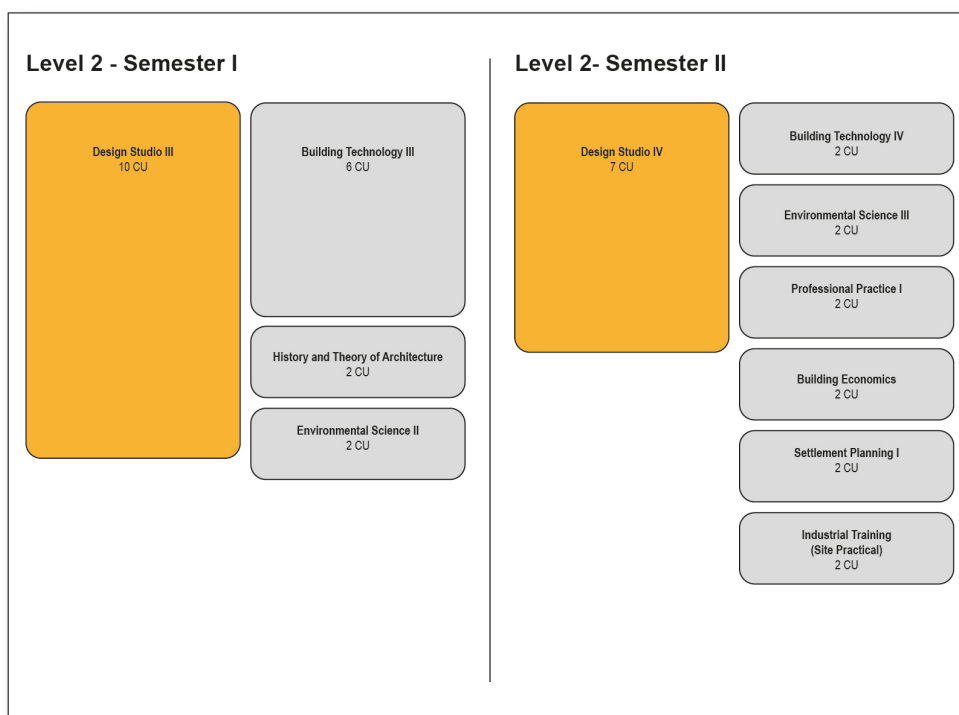 Level 2 - Semester I
Design Studio III
10 CU
Building Technology III
6 CU
History and Theory of Architecture
2 CU
Environmental Science II
2 CU
Level 2- Semester II
Design Studio IV
7 CU
Building Technology IV
2 CU
Environmental Science III
2 CU
Professional Practice I
2 CU
Building Economics
2 CU
Settlement Planning I
2 CU
Industrial Training
(Site Practical)
2 CU